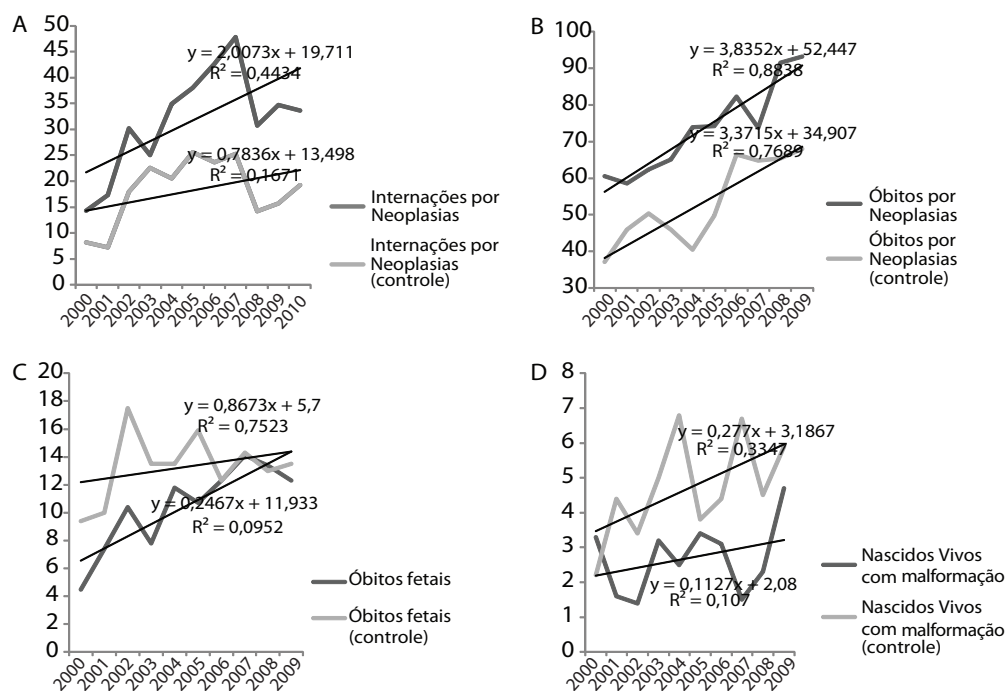 A
50
45
40
35
30
25
20
15
10
5
0
y = 2,0073x + 19,711
R² = 0,4434
y = 0,7836x + 13,498
R² = 0,1671
2000
2001
2002
2003
2004
2005
2006
2007
2008
2009
2010
Internações por
Neoplasias
Internações por
Neoplasias
(controle)
B
100
90
80
70
60
50
40
30
y = 3,8352x + 52,447
R² = 0,8838
y = 3,3715x + 34,907
R² = 0,7689
2000
2001
2002
2003
2004
2005
2006
2007
2008
2009
Óbitos por
Neoplasias
Óbitos por
Neoplasias
(controle)
C
20
18
16
14
12
10
8
6
4
2
0
y = 0,8673x + 5,7
R² = 0,7523
y = 0,2467x + 11,933
R² = 0,0952
2000
2001
2002
2003
2004
2005
2006
2007
2008
2009
Óbitos fetais
Óbitos fetais
(controle)
D
8
7
6
5
4
3
2
1
0
y = 0,277x + 3,1867
R² = 0,3347
y = 0,1127x + 2,08
R² = 0,107
2000
2001
2002
2003
2004
2005
2006
2007
2008
2009
Nascidos Vivos
com malformação
Nascidos Vivos
com malformação
(controle)